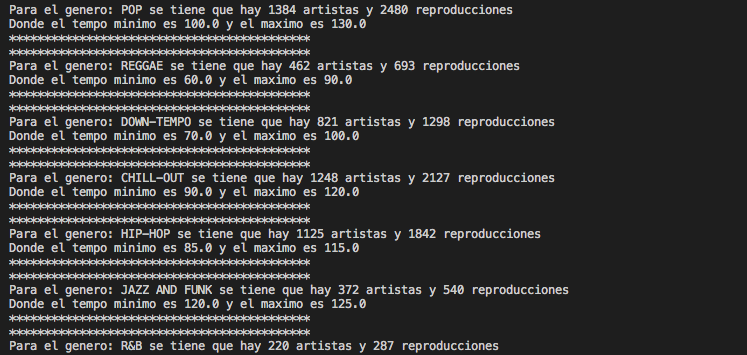 Para el genero: POP se tiene que hay 1384 artistas y 2480 reproducciones
Donde el tempo minimo es 100.0 y el maximo es 130.0
*******************************************
*******************************************
Para el genero: REGGAE se tiene que hay 462 artistas y 693 reproducciones
Donde el tempo minimo es 60.0 y el maximo es 90.0
*******************************************
*******************************************
Para el genero: DOWN-TEMPO se tiene que hay 821 artistas y 1298 reproducciones
Donde el tempo minimo es 70.0 y el maximo es 100.0
*******************************************
*******************************************
Para el genero: CHILL-OUT se tiene que hay 1248 artistas y 2127 reproducciones
Donde el tempo minimo es 90.0 y el maximo es 120.0
*******************************************
*******************************************
Para el genero: HIP-HOP se tiene que hay 1125 artistas y 1842 reproducciones
Donde el tempo minimo es 85.0 y el maximo es 115.0
*******************************************
*******************************************
Para el genero: JAZZ AND FUNK se tiene que hay 372 artistas y 540 reproducciones
Donde el tempo minimo es 120.0 y el maximo es 125.0
*******************************************
*******************************************
Para el genero: R&B se tiene que hay 220 artistas y 287 reproducciones